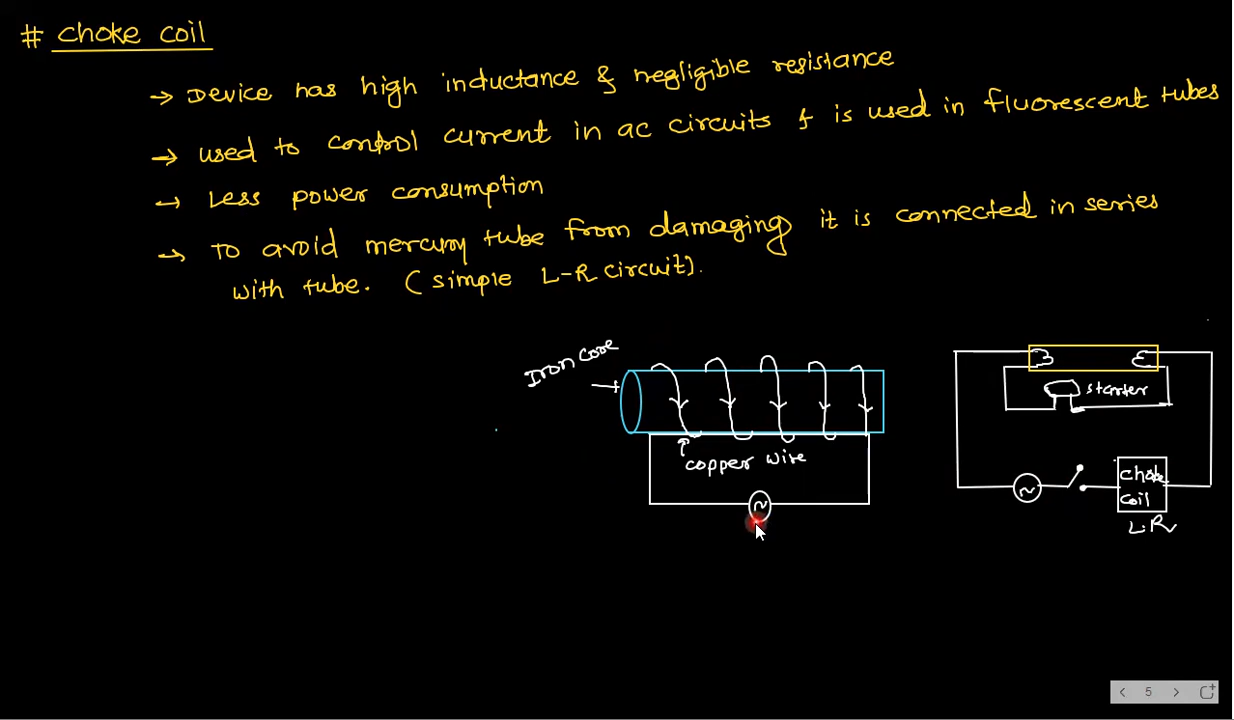 # choke coil
→ Device has high inductance & negligible resistance
→ used to control current in ac circuits & is used in fluorescent tubes
→ Less power consumption
→ To avoid mercury tube from damaging it is connected in series
with tube. (simple L-R circuit).
Iron Core
copper wire
starter
~
~
Choke
coil
L-R
5